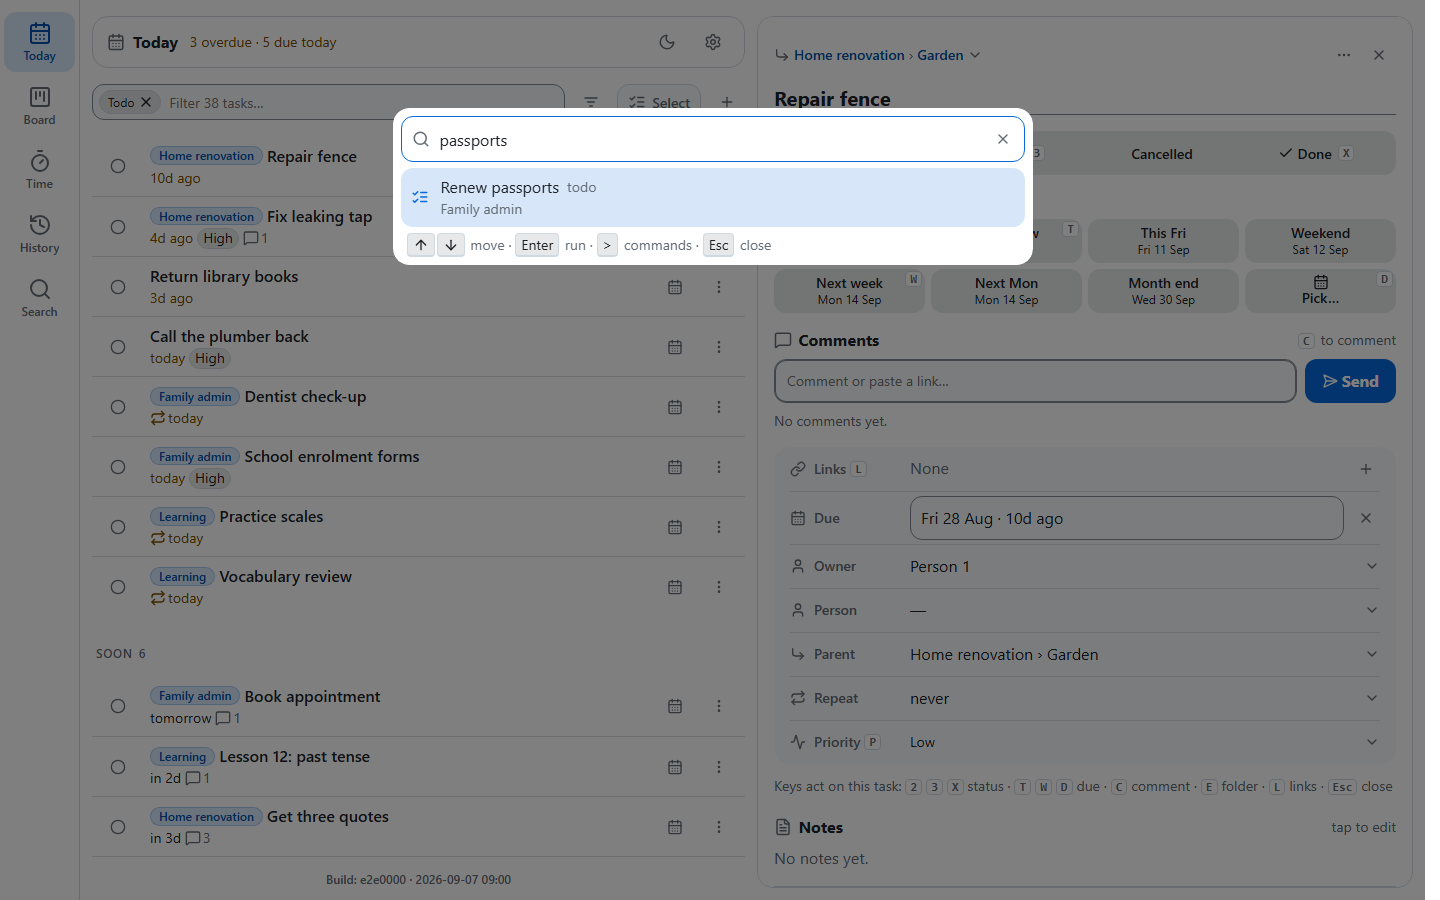 Today
Board
Time
History
Search
Today 3 overdue · 5 due today
Todo Filter 38 tasks...
Select
Home renovation Repair fence
10d ago
Home renovation Fix leaking tap
4d ago High 1
Return library books
3d ago
Call the plumber back
today High
Family admin Dentist check-up
today
Family admin School enrolment forms
today High
Learning Practice scales
today
Learning Vocabulary review
today
SOON 6
Family admin Book appointment
tomorrow 1
Learning Lesson 12: past tense
in 2d 1
Home renovation Get three quotes
in 3d 3
Build: e2e0000 · 2026-09-07 09:00
passports
Renew passports todo
Family admin
↑ ↓ move · Enter run · > commands · Esc close
Home renovation › Garden
Repair fence
3 Cancelled Done X
w T This Fri Weekend
Fri 11 Sep Sat 12 Sep
Next week W Next Mon Month end D
Mon 14 Sep Mon 14 Sep Wed 30 Sep Pick...
Comments C to comment
Comment or paste a link... Send
No comments yet.
Links L None
Due Fri 28 Aug · 10d ago
Owner Person 1
Person —
Parent Home renovation › Garden
Repeat never
Priority P Low
Keys act on this task: 2 3 X status · T W D due · C comment · E folder · L links · Esc close
Notes tap to edit
No notes yet.